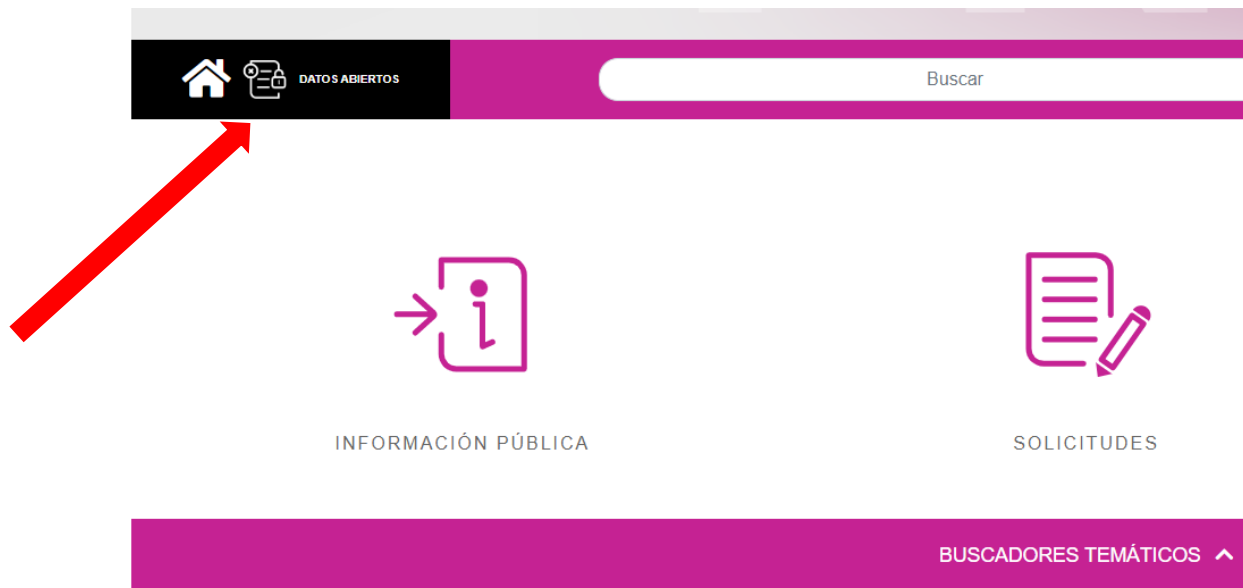 DATOS ABIERTOS
Buscar
INFORMACIÓN PÚBLICA
SOLICITUDES
BUSCADORES TEMÁTICOS